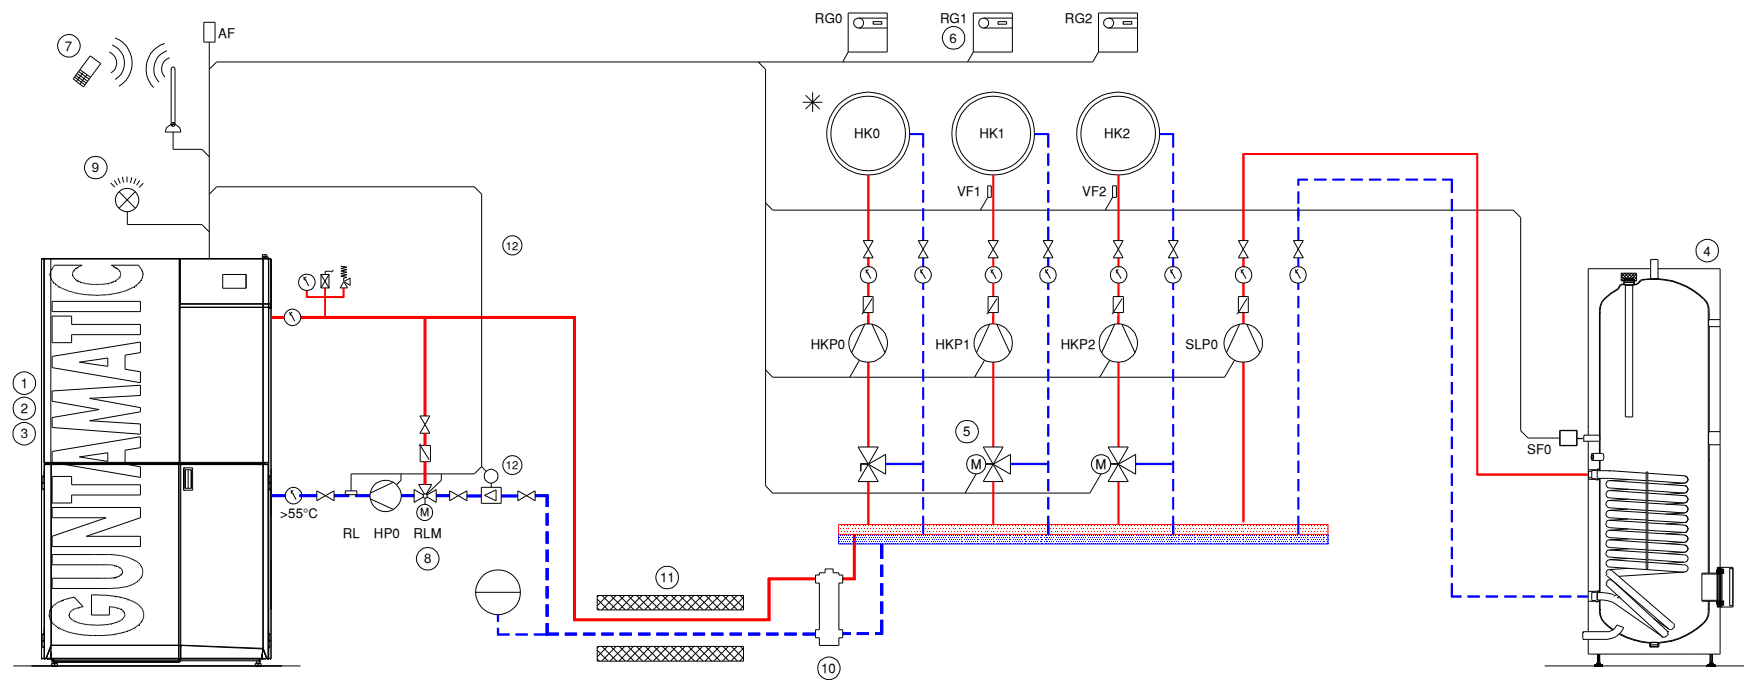 RG0
RG1
RG2
6
AF
7
HK0
HK1
HK2
9
VF1
VF2
12
4
HKP0
HKP1
HKP2
SLP0
1
2
3
GUNTAMATIC
5
M
M
SF0
12
>55°C
RL
HP0
RLM
M
8
11
10